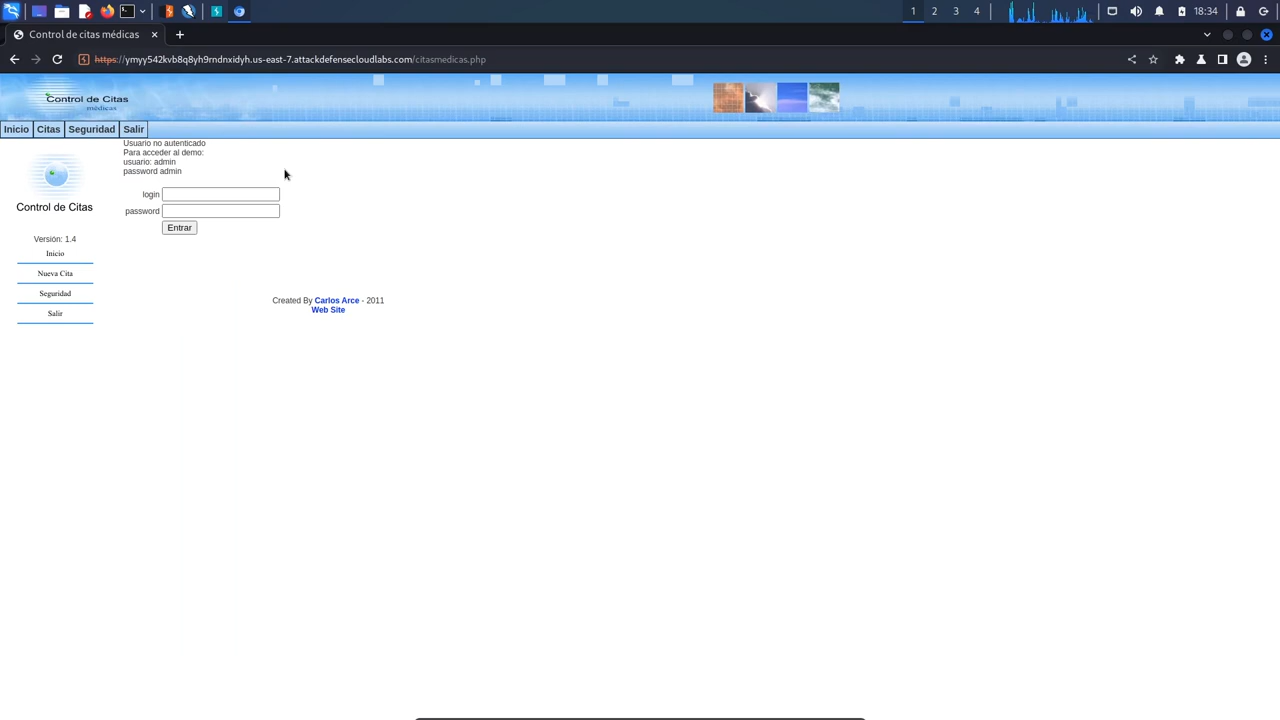 1 2 3 4 18:34
Control de citas médicas
https://ymyy542kvb8q8yh9rndnxidyh.us-east-7.attackdefensecloudlabs.com/citasmedicas.php
Control de Citas
médicas
Inicio Citas Seguridad Salir
Usuario no autenticado
Para acceder al demo:
usuario: admin
password admin
login
password
Entrar
Control de Citas
Versión: 1.4
Inicio
Nueva Cita
Seguridad
Salir
Created By Carlos Arce - 2011
Web Site